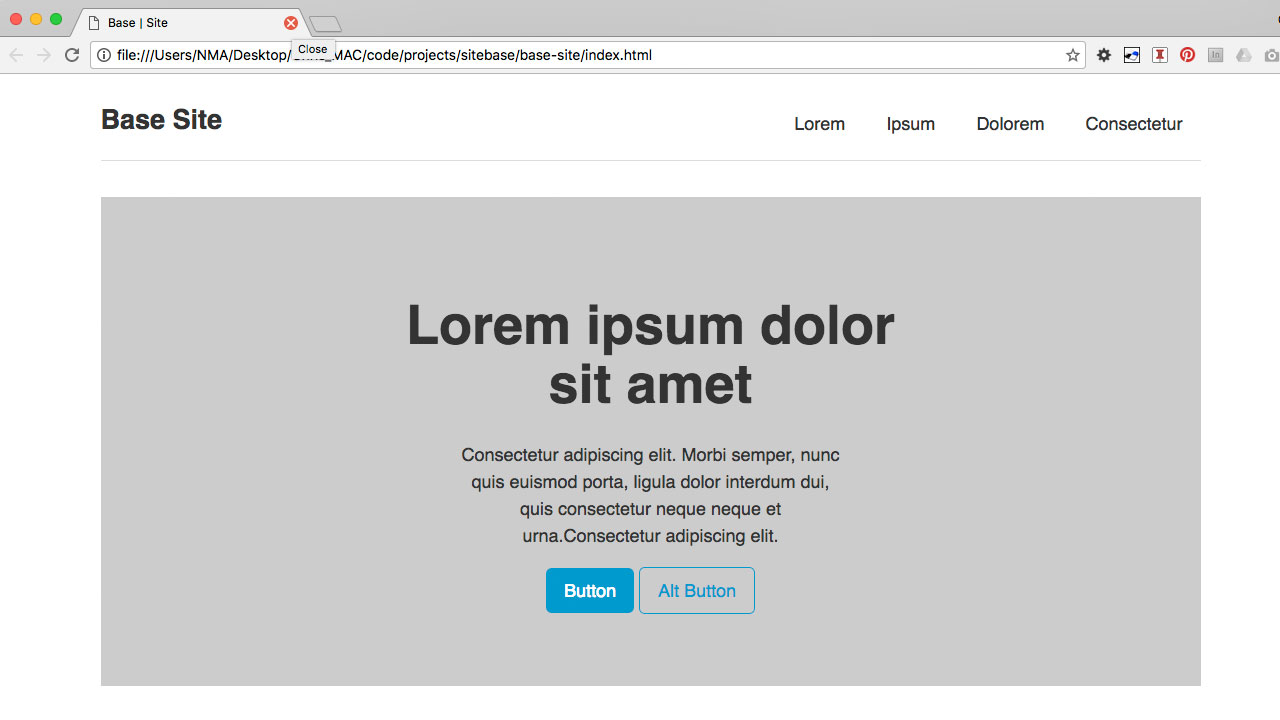 Base | Site
Close
file:///Users/NMA/Desktop/ MAC/code/projects/sitebase/base-site/index.html
Base Site
Lorem Ipsum Dolorem Consectetur
Lorem ipsum dolor
sit amet
Consectetur adipiscing elit. Morbi semper, nunc
quis euismod porta, ligula dolor interdum dui,
quis consectetur neque neque et
urna.Consectetur adipiscing elit.
Button Alt Button